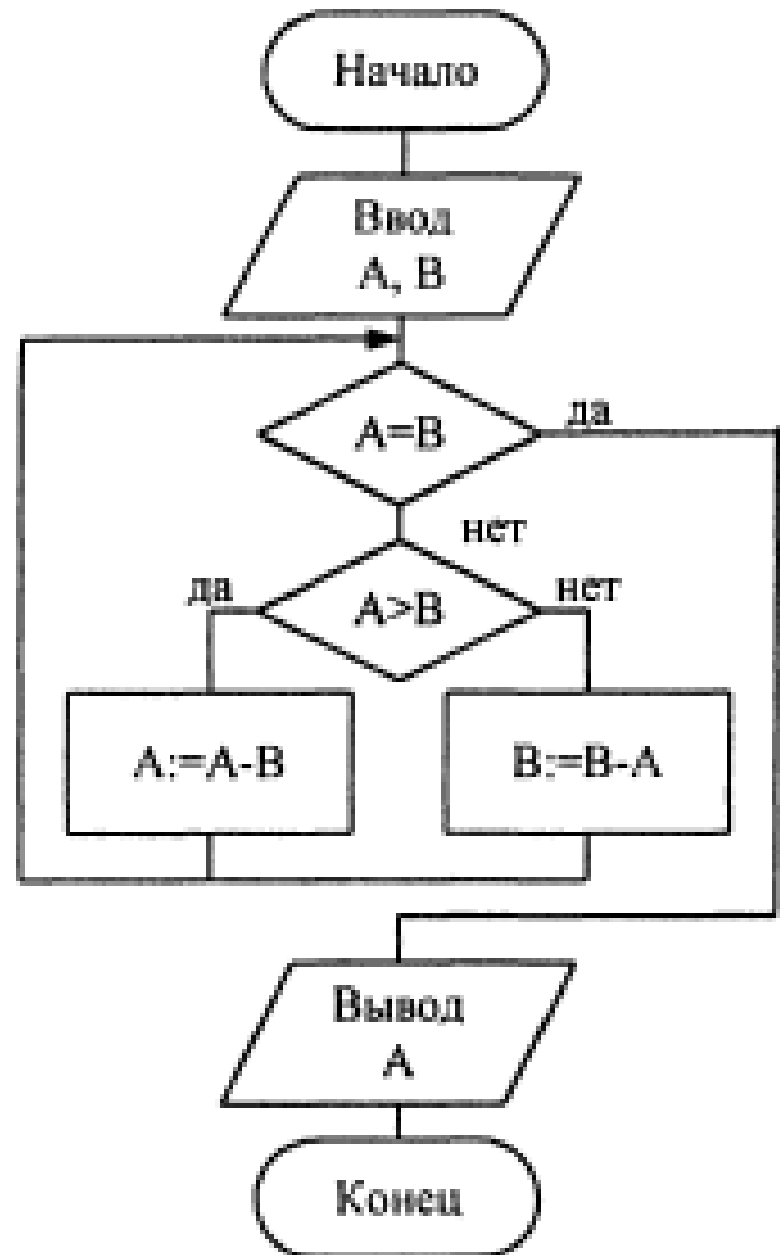 Начало
Ввод
A, B
A=B
да
нет
да
A>B
нет
A:=A-B
B:=B-A
Вывод
A
Конец